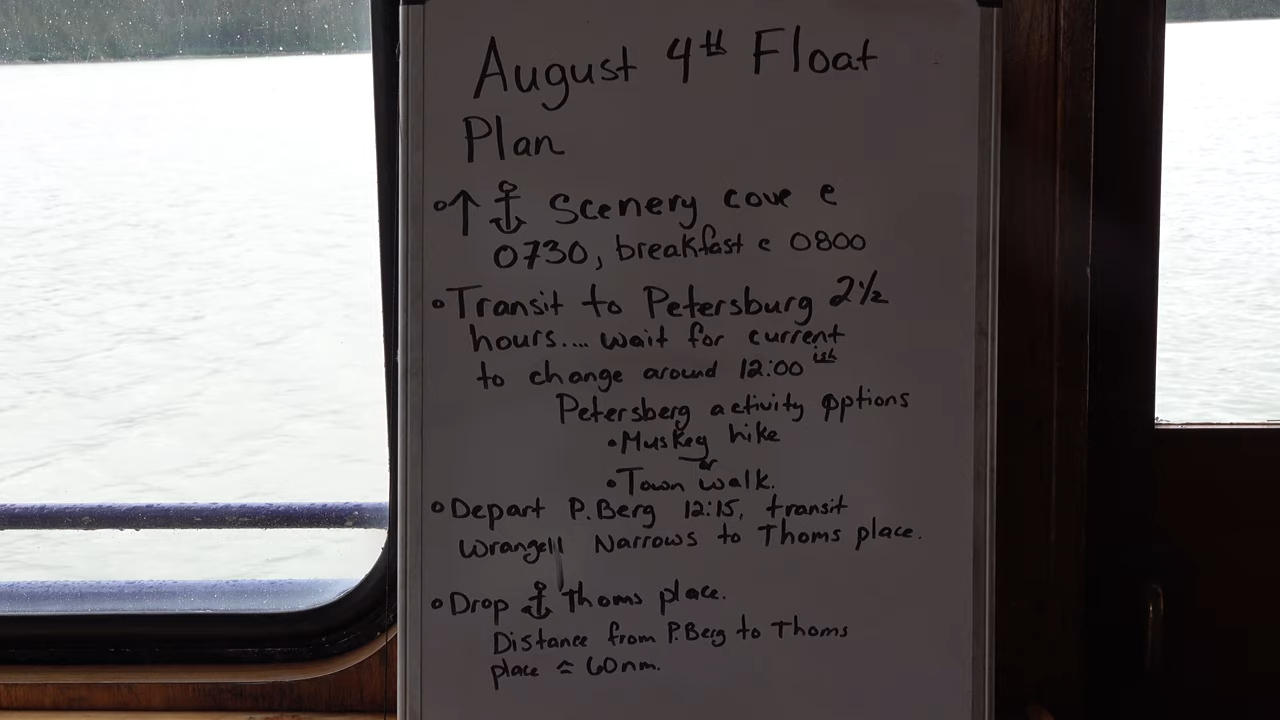 August 4th Float
Plan
↑ ⚓ Scenery cove @
0730, breakfast @ 0800
Transit to Petersburg 2½
hours.... wait for current
to change around 12:00 ish
Petersberg activity options
• Muskeg hike
or
• Town walk.
Depart P.Berg 12:15, transit
Wrangell Narrows to Thoms place.
Drop ⚓ Thoms place.
Distance from P.Berg to Thoms
place ≈ 60nm.